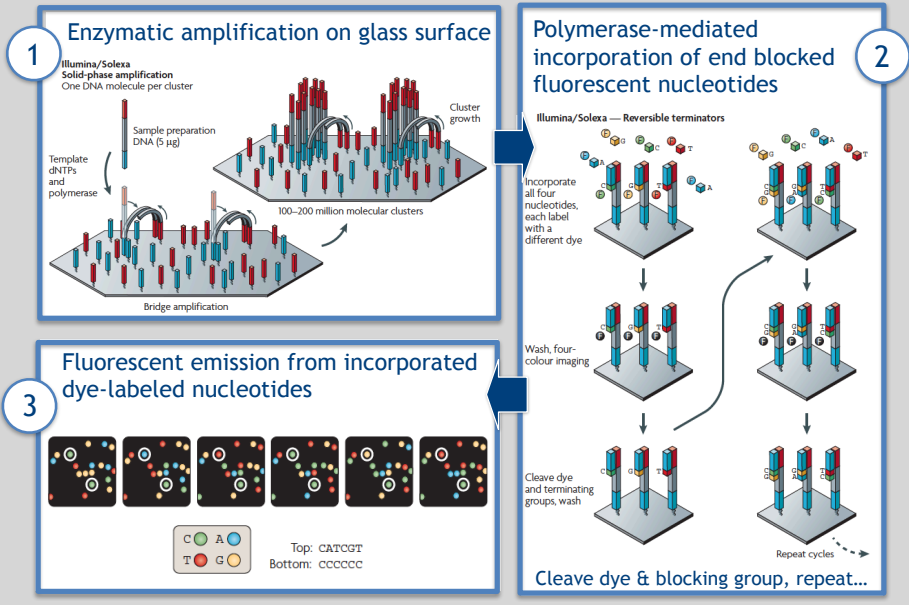 1
Enzymatic amplification on glass surface
Illumina/Solexa
Solid-phase amplification
One DNA molecule per cluster
Sample preparation
DNA (5 µg)
Template
dNTPs
and
polymerase
Cluster
growth
100–200 million molecular clusters
Bridge amplification
2
Polymerase-mediated
incorporation of end blocked
fluorescent nucleotides
Illumina/Solexa — Reversible terminators
F G
F C
F A
F T
F A
Incorporate
all four
nucleotides,
each label
with a
different dye
C G T
F F F
F G
F C
F A
F T
C G T
G A C
F F F
Wash, four-
colour imaging
C G T
F F F
C G T
G A C
F F F
Cleave dye
and terminating
groups, wash
C G T
C G T
G A C
Repeat cycles
Cleave dye & blocking group, repeat...
3
Fluorescent emission from incorporated
dye-labeled nucleotides
C A
T G
Top: CATCGT
Bottom: CCCCCC